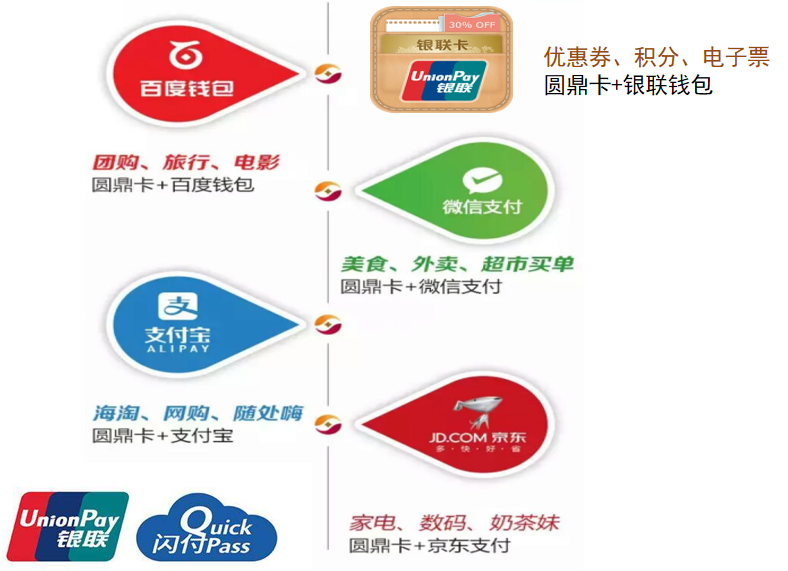 百度钱包
团购、旅行、电影
圆鼎卡+百度钱包
30% OFF
银联卡
UnionPay
银联
优惠券、积分、电子票
圆鼎卡+银联钱包
微信支付
美食、外卖、超市买单
圆鼎卡+微信支付
支
支付宝
ALIPAY
海淘、网购、随处嗨
圆鼎卡+支付宝
JD.COM 京东
多·快·好·省
家电、数码、奶茶妹
圆鼎卡+京东支付
UnionPay
银联
Quick
闪付Pass